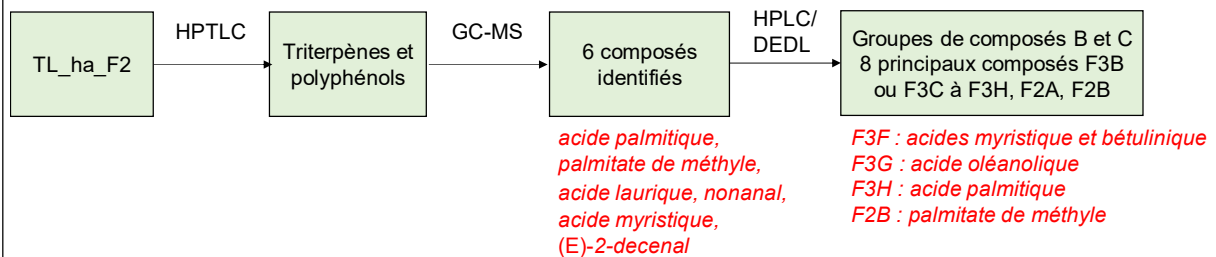 TL_ha_F2
HPTLC
Triterpènes et
polyphénols
GC-MS
6 composés
identifiés
HPLC/
DEDL
Groupes de composés B et C
8 principaux composés F3B
ou F3C à F3H, F2A, F2B
acide palmitique,
palmitate de méthyle,
acide laurique, nonanal,
acide myristique,
(E)-2-decenal
F3F : acides myristique et bétulinique
F3G : acide oléanolique
F3H : acide palmitique
F2B : palmitate de méthyle